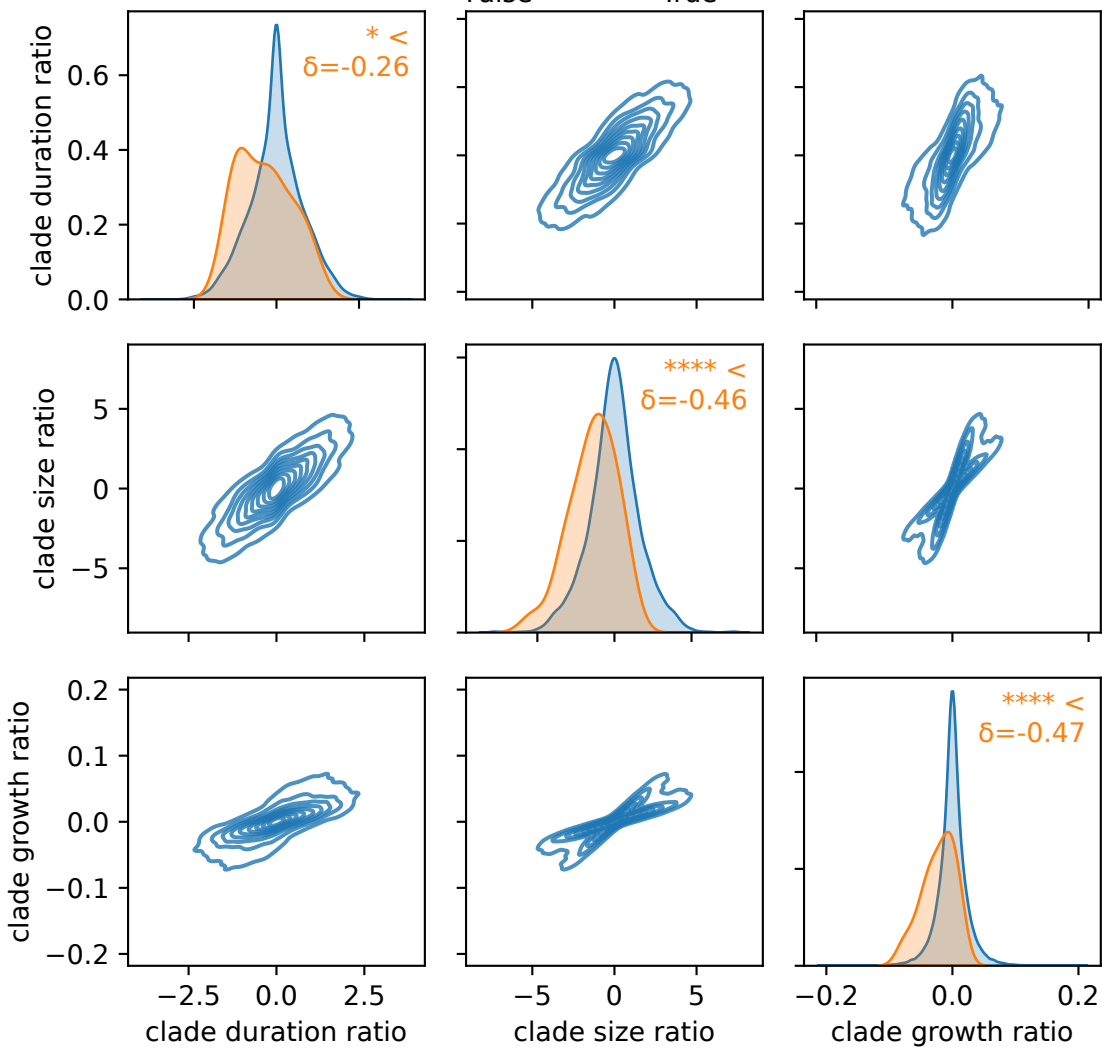 True
* <
δ=-0.26
clade duration ratio
0.6
0.4
0.2
0.0
**** <
δ=-0.46
clade size ratio
5
0
−5
**** <
δ=-0.47
clade growth ratio
0.2
0.1
0.0
−0.1
−0.2
−2.5 0.0 2.5
−5 0 5
−0.2 0.0 0.2
clade duration ratio
clade size ratio
clade growth ratio